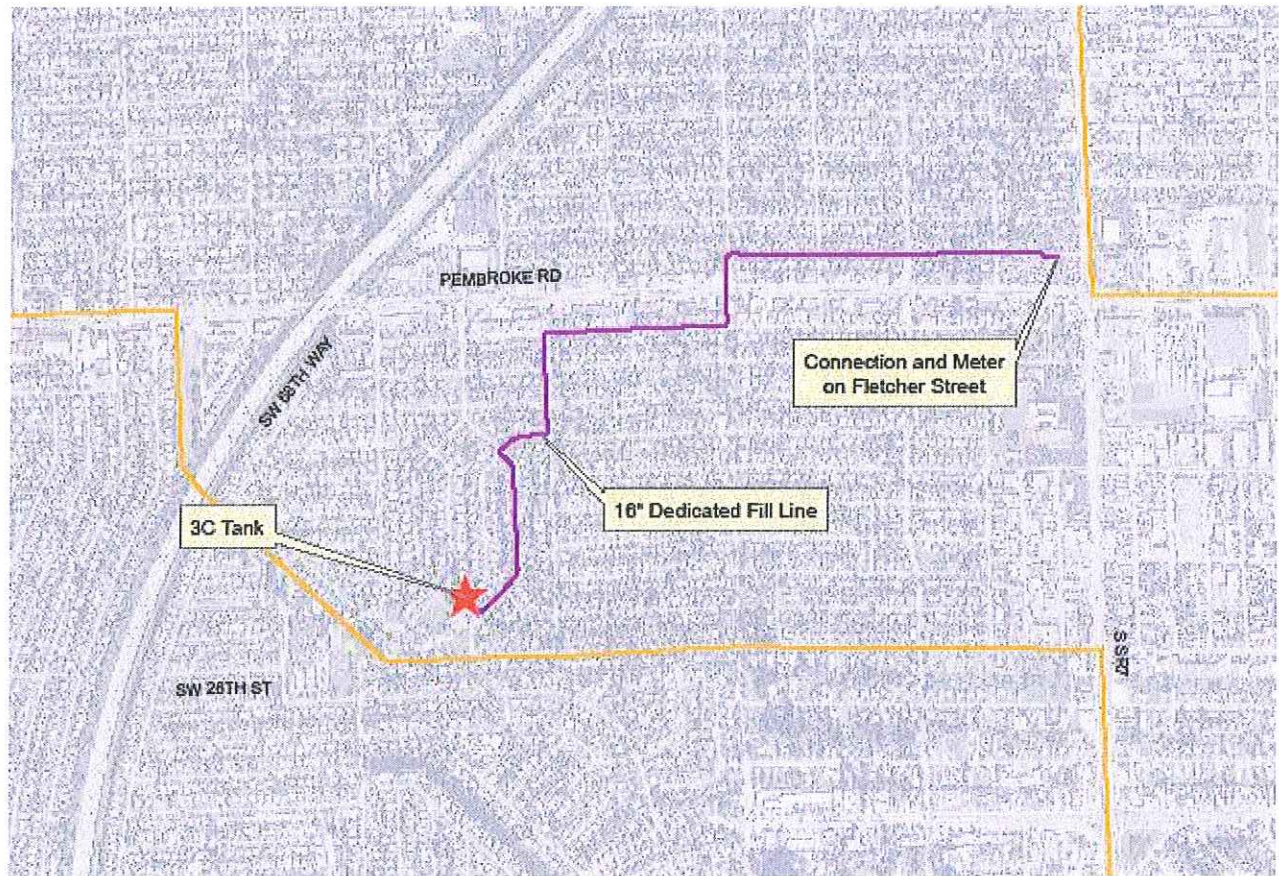 PEMBROKE RD
SW 68TH WAY
Connection and Meter
on Fletcher Street
16" Dedicated Fill Line
3C Tank
S SR7
SW 26TH ST